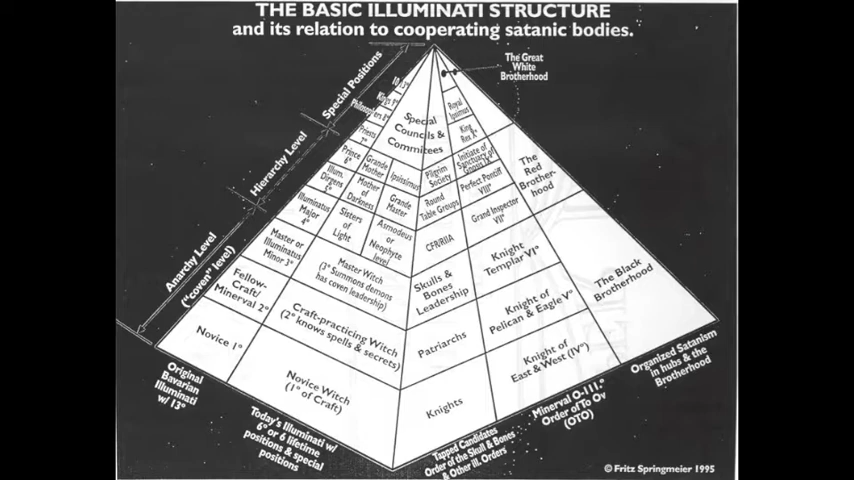 THE BASIC ILLUMINATI STRUCTURE
and its relation to cooperating satanic bodies.
The Great
White
Brotherhood
Special Positions
Hierarchy Level
Anarchy Level
("coven" level)
Kings 9°
Philosophers 8°
Priests
7°
Prince
6°
Illum.
Dirgens
5°
Illuminatus
Major
4°
Master or
Illuminatus
Minor 3°
Fellow-
Craft/
Minerval 2°
Novice 1°
Special
Councils &
Committees
Grande
Mother
Ipsissimus
Mother
of
Darkness
Grande
Master
Sisters
of
Light
Asmodeus
or
Neophyte
level
Master Witch
(3° Summons demons
has coven leadership)
Craft-practicing Witch
(2° knows spells & secrets)
Novice Witch
(1° of Craft)
Pilgrim
Society
Round
Table Groups
CFR/RIIA
Skulls &
Bones
Leadership
Patriarchs
Knights
Royal
King
Rex
Initiate of
Sanctuary of
Perfect Pontiff
VIII°
Grand Inspector
VII°
Knight
Templar VI°
Knight of
Pelican & Eagle V°
Knight of
East & West (IV°)
The
Red
Brother-
hood
The Black
Brotherhood
Original
Bavarian
Illuminati
w/ 13°
Today's Illuminati w/
6° or 6 lifetime
positions & special
positions
Tapped Candidates
Order of the Skull & Bones
& Other Ill. Orders
Minerval O-III.°
Order of To Ov
(OTO)
Organized Satanism
in hubs & the
Brotherhood
© Fritz Springmeier 1995